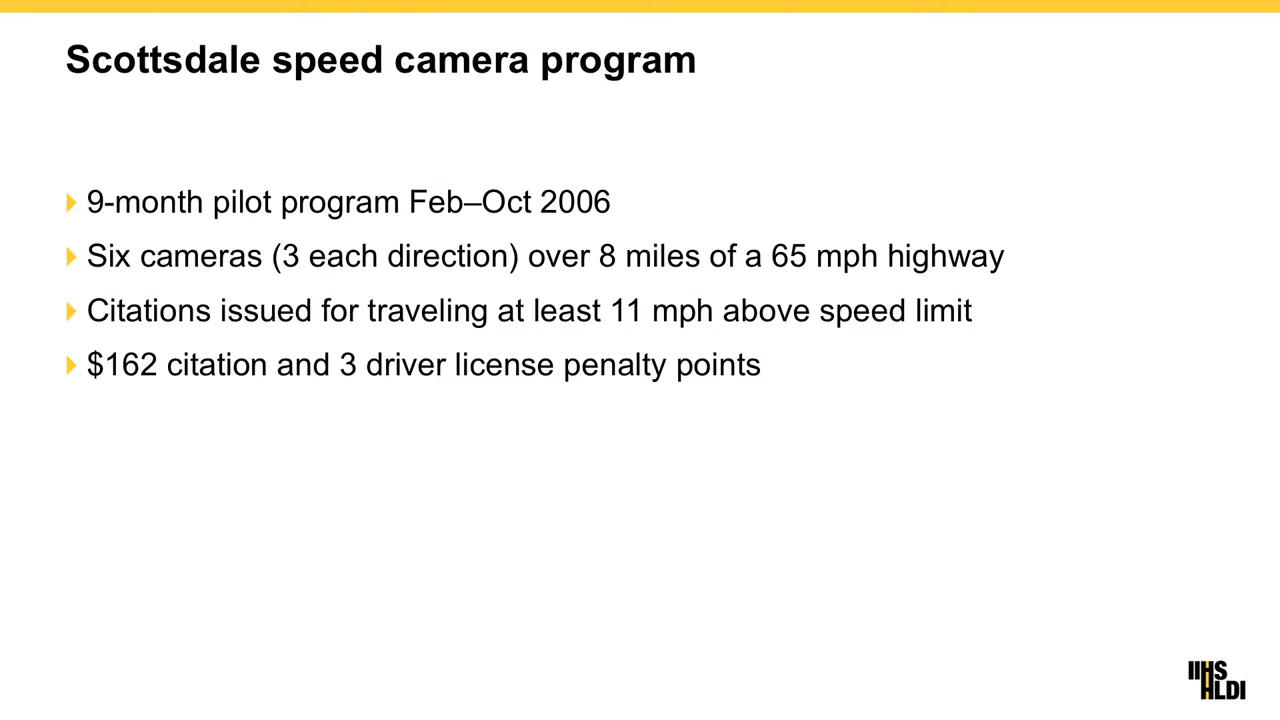 Scottsdale speed camera program
9-month pilot program Feb–Oct 2006
Six cameras (3 each direction) over 8 miles of a 65 mph highway
Citations issued for traveling at least 11 mph above speed limit
$162 citation and 3 driver license penalty points
IIHS
HLDI